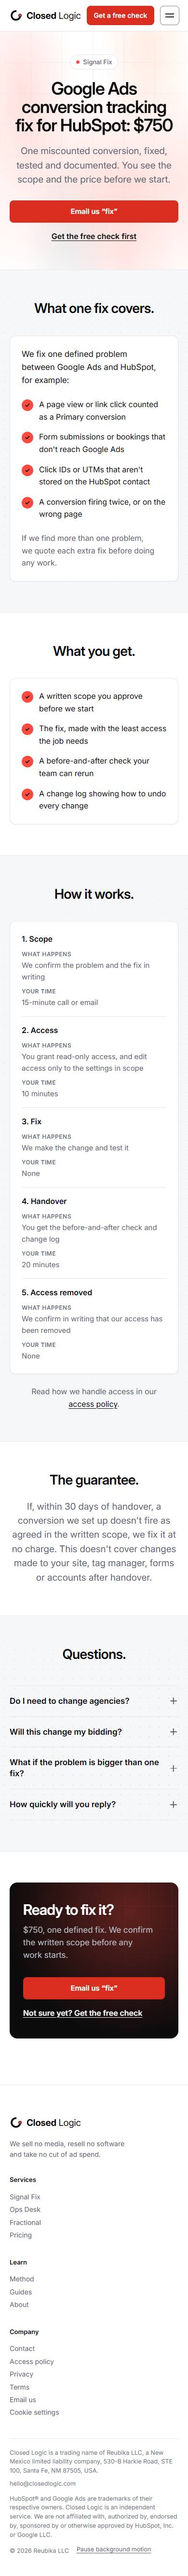 Closed Logic
Get a free check
Signal Fix
Google Ads
conversion tracking
fix for HubSpot: $750
One miscounted conversion, fixed,
tested and documented. You see the
scope and the price before we start.
Email us “fix”
Get the free check first
What one fix covers.
We fix one defined problem
between Google Ads and HubSpot,
for example:
A page view or link click counted
as a Primary conversion
Form submissions or bookings that
don't reach Google Ads
Click IDs or UTMs that aren't
stored on the HubSpot contact
A conversion firing twice, or on the
wrong page
If we find more than one problem,
we quote each extra fix before doing
any work.
What you get.
A written scope you approve
before we start
The fix, made with the least access
the job needs
A before-and-after check your
team can rerun
A change log showing how to undo
every change
How it works.
1. Scope
WHAT HAPPENS
We confirm the problem and the fix in
writing
YOUR TIME
15-minute call or email
2. Access
WHAT HAPPENS
You grant read-only access, and edit
access only to the settings in scope
YOUR TIME
10 minutes
3. Fix
WHAT HAPPENS
We make the change and test it
YOUR TIME
None
4. Handover
WHAT HAPPENS
You get the before-and-after check and
change log
YOUR TIME
20 minutes
5. Access removed
WHAT HAPPENS
We confirm in writing that our access has
been removed
YOUR TIME
None
Read how we handle access in our
access policy.
The guarantee.
If, within 30 days of handover, a
conversion we set up doesn't fire as
agreed in the written scope, we fix it at
no charge. This doesn't cover changes
made to your site, tag manager, forms
or accounts after handover.
Questions.
Do I need to change agencies?
Will this change my bidding?
What if the problem is bigger than one
fix?
How quickly will you reply?
Ready to fix it?
$750, one defined fix. We confirm
the written scope before any
work starts.
Email us “fix”
Not sure yet? Get the free check
Closed Logic
We sell no media, resell no software
and take no cut of ad spend.
Services
Signal Fix
Ops Desk
Fractional
Pricing
Learn
Method
Guides
About
Company
Contact
Access policy
Privacy
Terms
Email us
Cookie settings
Closed Logic is a trading name of Reubika LLC, a New
Mexico limited liability company, 530-B Harkle Road, STE
100, Santa Fe, NM 87505, USA.
hello@closedlogic.com
HubSpot® and Google Ads are trademarks of their
respective owners. Closed Logic is an independent
service. We are not affiliated with, authorized by, endorsed
by, sponsored by or otherwise approved by HubSpot, Inc.
or Google LLC.
© 2026 Reubika LLC Pause background motion